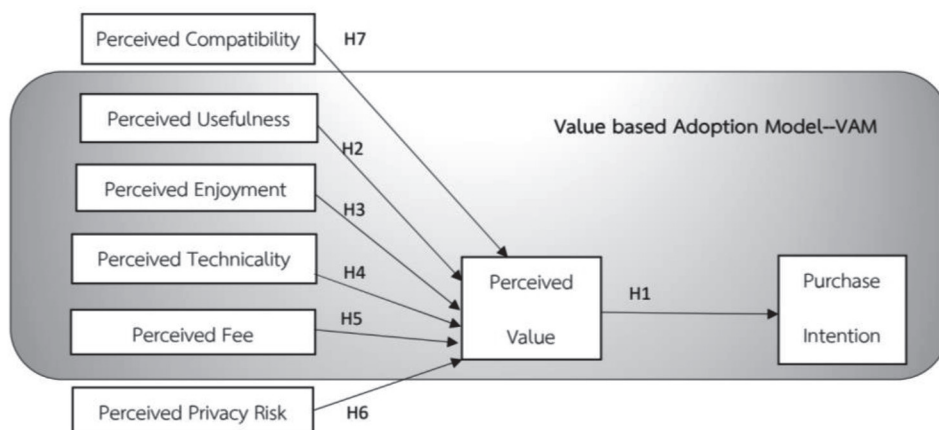 Perceived Compatibility
H7
Perceived Usefulness
Value based Adoption Model--VAM
H2
Perceived Enjoyment
H3
Perceived Technicality
H4
Perceived
Value
H1
Purchase
Intention
H5
Perceived Fee
Perceived Privacy Risk
H6